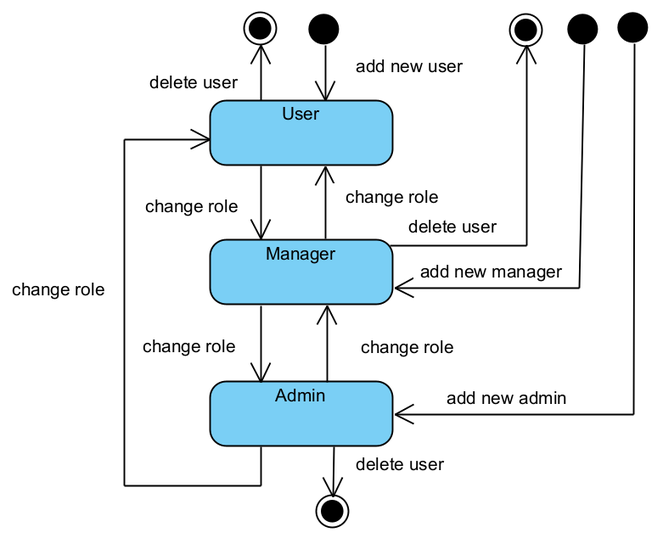 add new user
delete user
User
change role
change role
delete user
Manager
add new manager
change role
change role
change role
Admin
add new admin
delete user